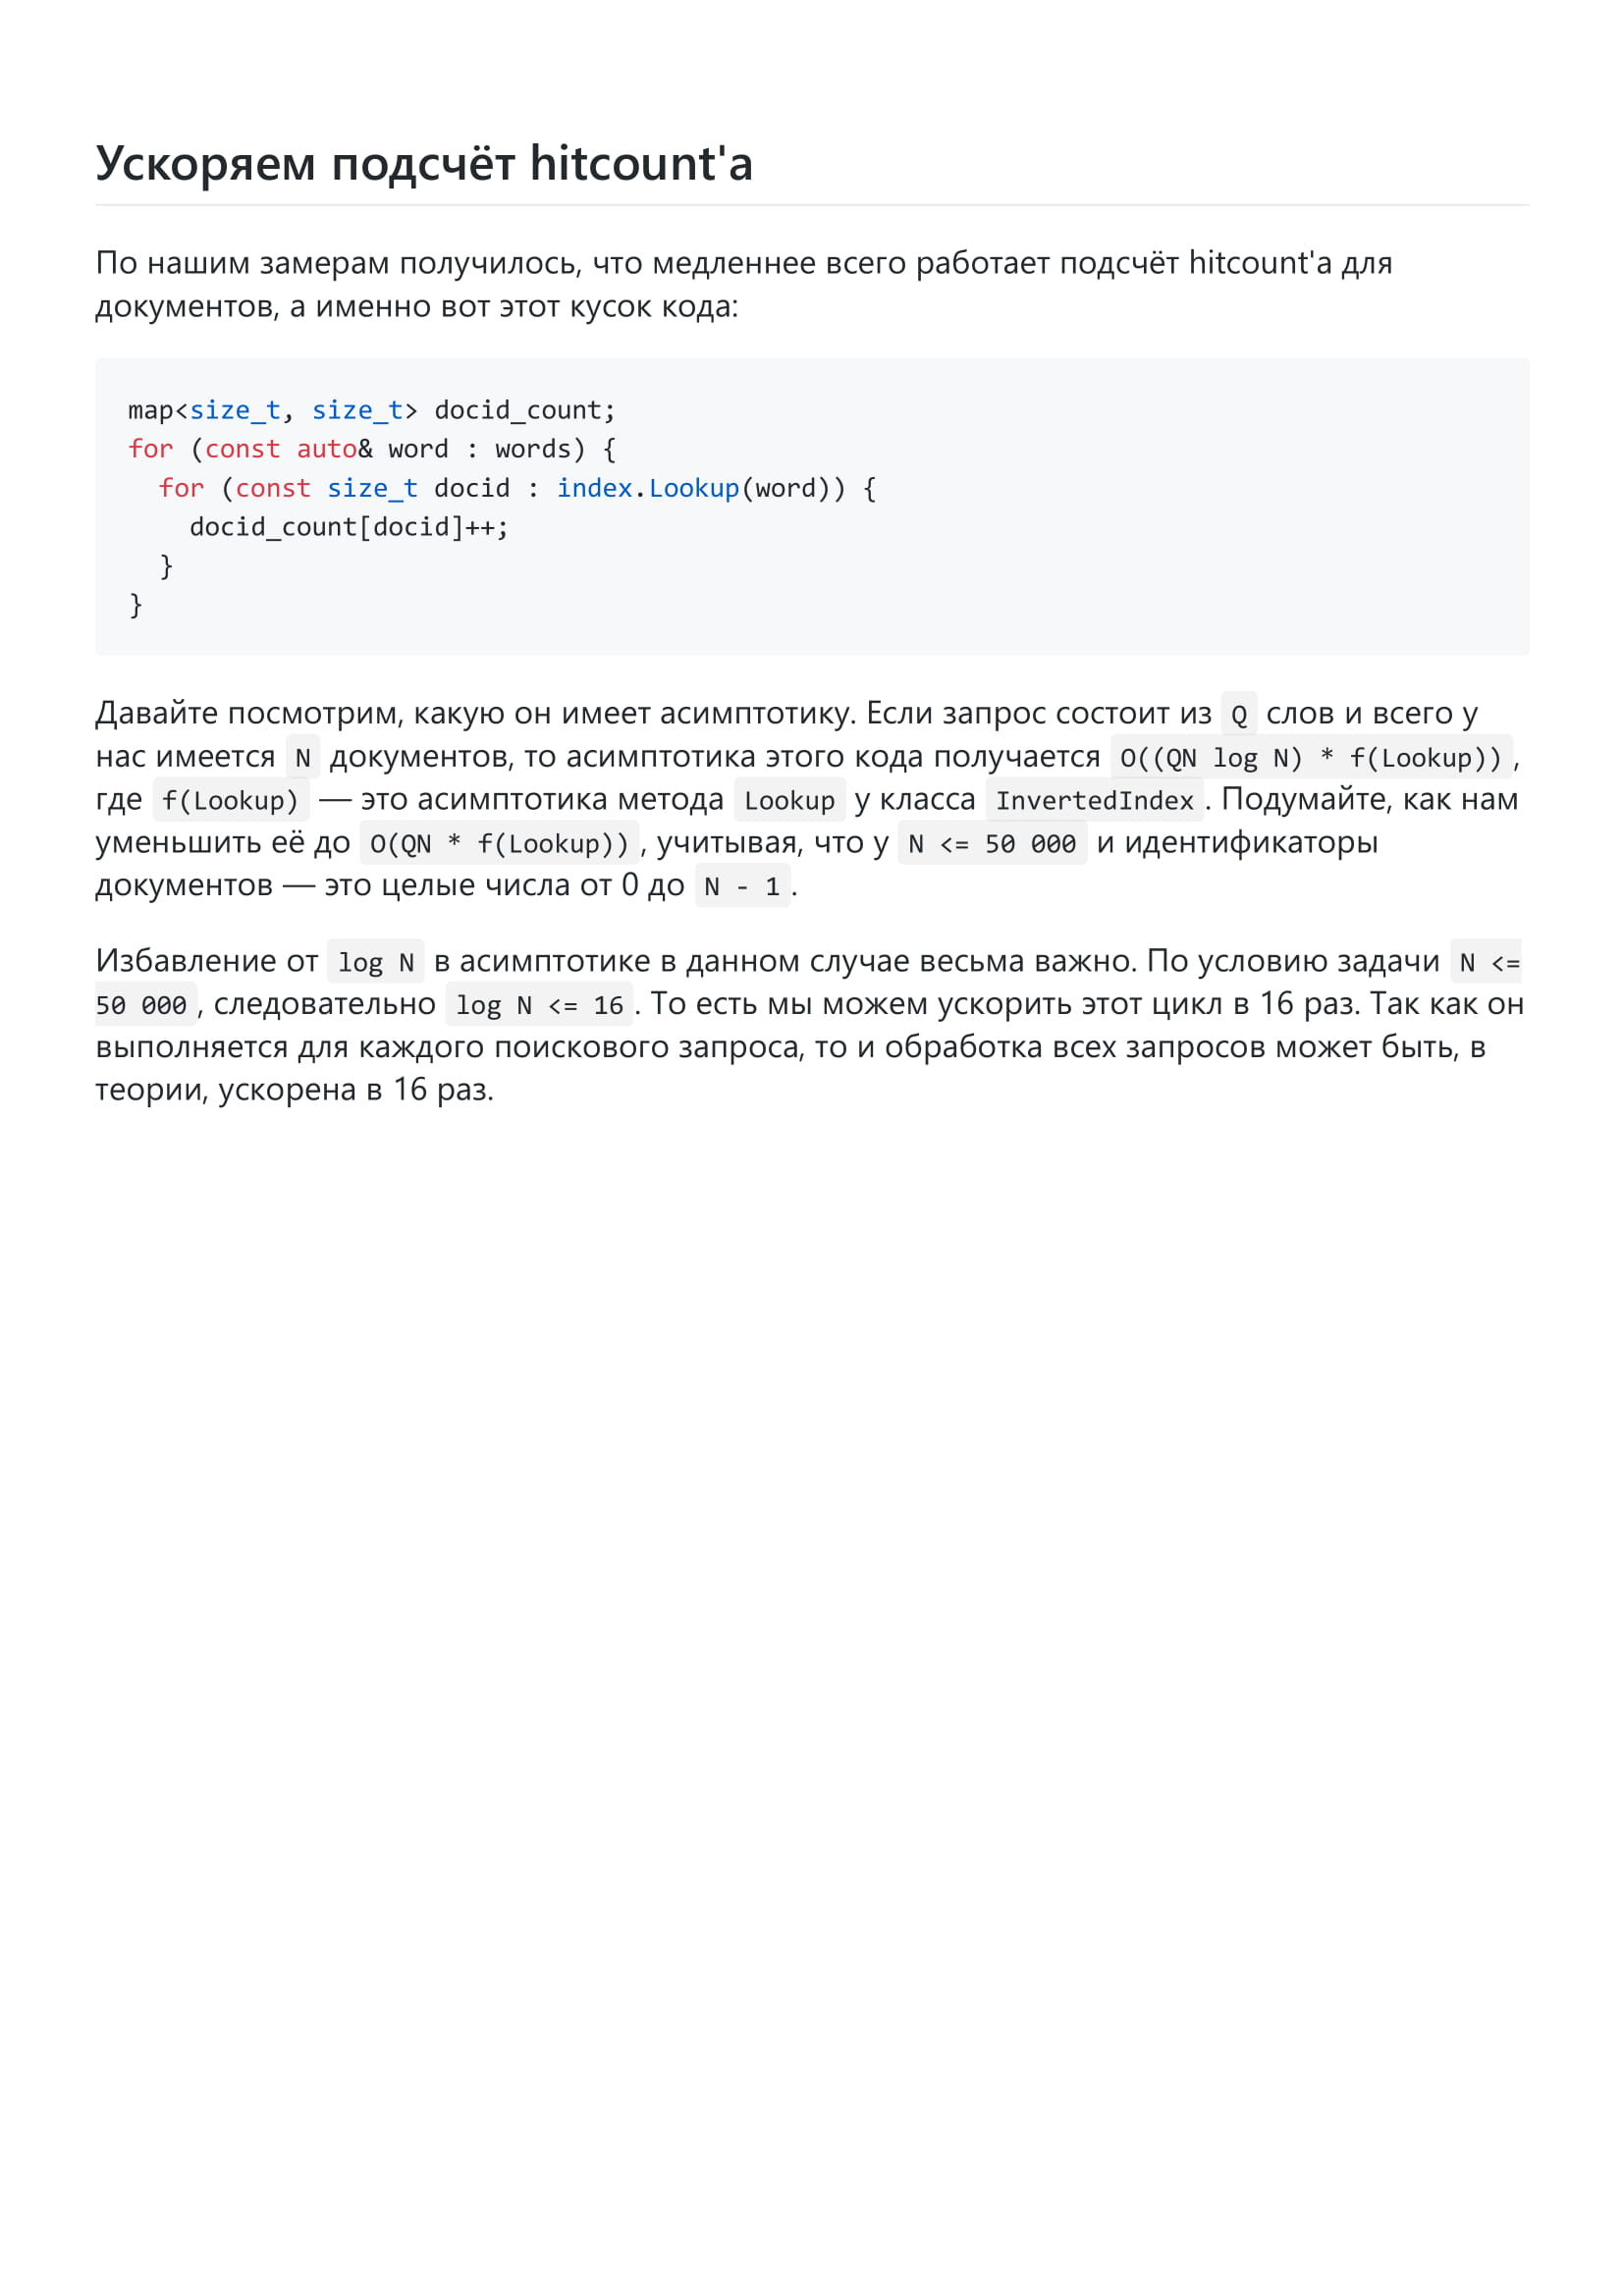 Ускоряем подсчёт hitcount'а
По нашим замерам получилось, что медленнее всего работает подсчёт hitcount'а для
документов, а именно вот этот кусок кода:
map<size_t, size_t> docid_count;
for (const auto& word : words) {
  for (const size_t docid : index.Lookup(word)) {
    docid_count[docid]++;
  }
}
Давайте посмотрим, какую он имеет асимптотику. Если запрос состоит из Q слов и всего у
нас имеется N документов, то асимптотика этого кода получается O((QN log N) * f(Lookup)),
где f(Lookup) — это асимптотика метода Lookup у класса InvertedIndex. Подумайте, как нам
уменьшить её до O(QN * f(Lookup)), учитывая, что у N <= 50 000 и идентификаторы
документов — это целые числа от 0 до N - 1.
Избавление от log N в асимптотике в данном случае весьма важно. По условию задачи N <=
50 000, следовательно log N <= 16. То есть мы можем ускорить этот цикл в 16 раз. Так как он
выполняется для каждого поискового запроса, то и обработка всех запросов может быть, в
теории, ускорена в 16 раз.